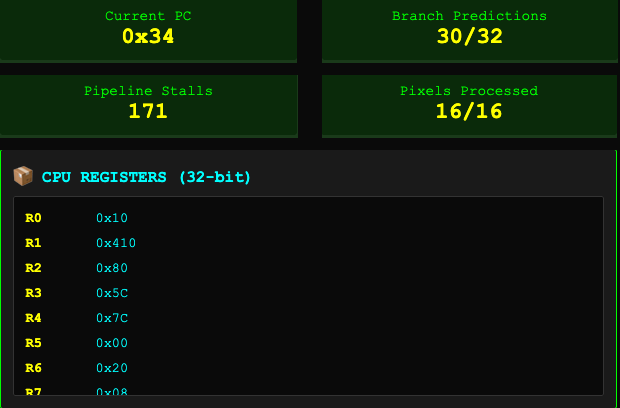 Current PC
0x34
Branch Predictions
30/32
Pipeline Stalls
171
Pixels Processed
16/16
CPU REGISTERS (32-bit)
R0 0x10
R1 0x410
R2 0x80
R3 0x5C
R4 0x7C
R5 0x00
R6 0x20
R7 0x08